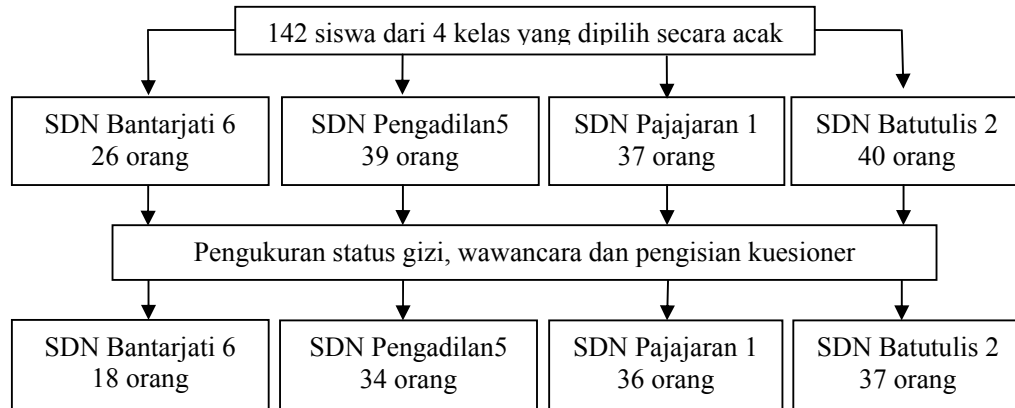 142 siswa dari 4 kelas yang dipilih secara acak
SDN Bantarjati 6
26 orang
SDN Pengadilan5
39 orang
SDN Pajajaran 1
37 orang
SDN Batutulis 2
40 orang
Pengukuran status gizi, wawancara dan pengisian kuesioner
SDN Bantarjati 6
18 orang
SDN Pengadilan5
34 orang
SDN Pajajaran 1
36 orang
SDN Batutulis 2
37 orang